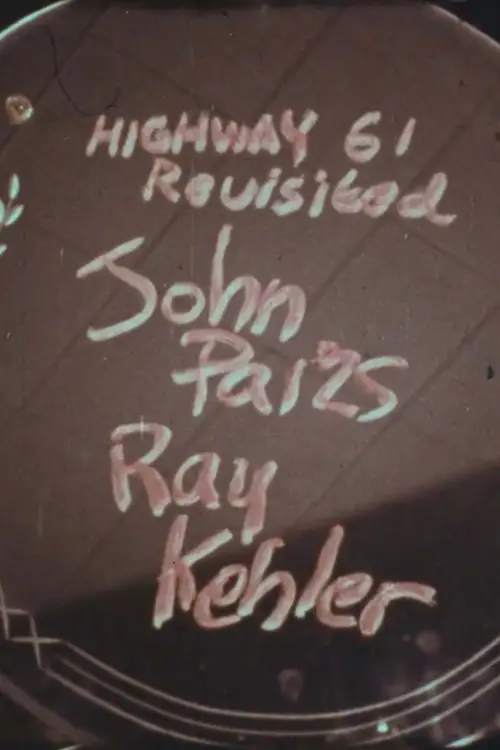 HIGHWAY 61
Revisited
John
Paizs
Ray
Kehler